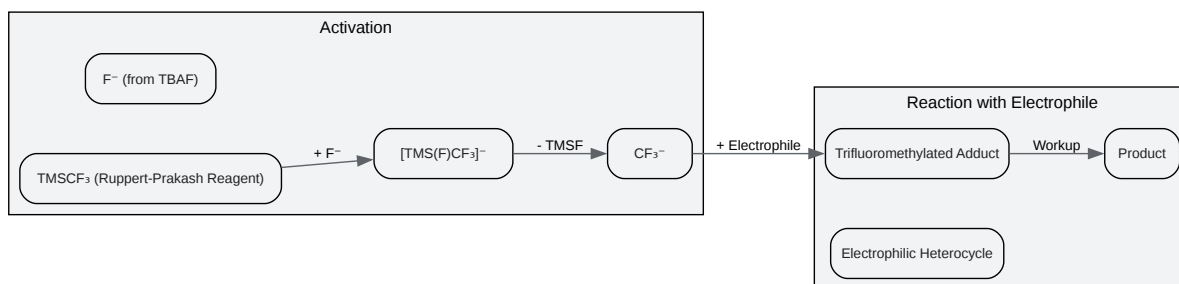 Activation
F⁻ (from TBAF)
TMSCF₃ (Ruppert-Prakash Reagent)
+ F⁻
[TMS(F)CF₃]⁻
- TMSF
CF₃⁻
+ Electrophile
Reaction with Electrophile
Trifluoromethylated Adduct
Workup
Product
Electrophilic Heterocycle